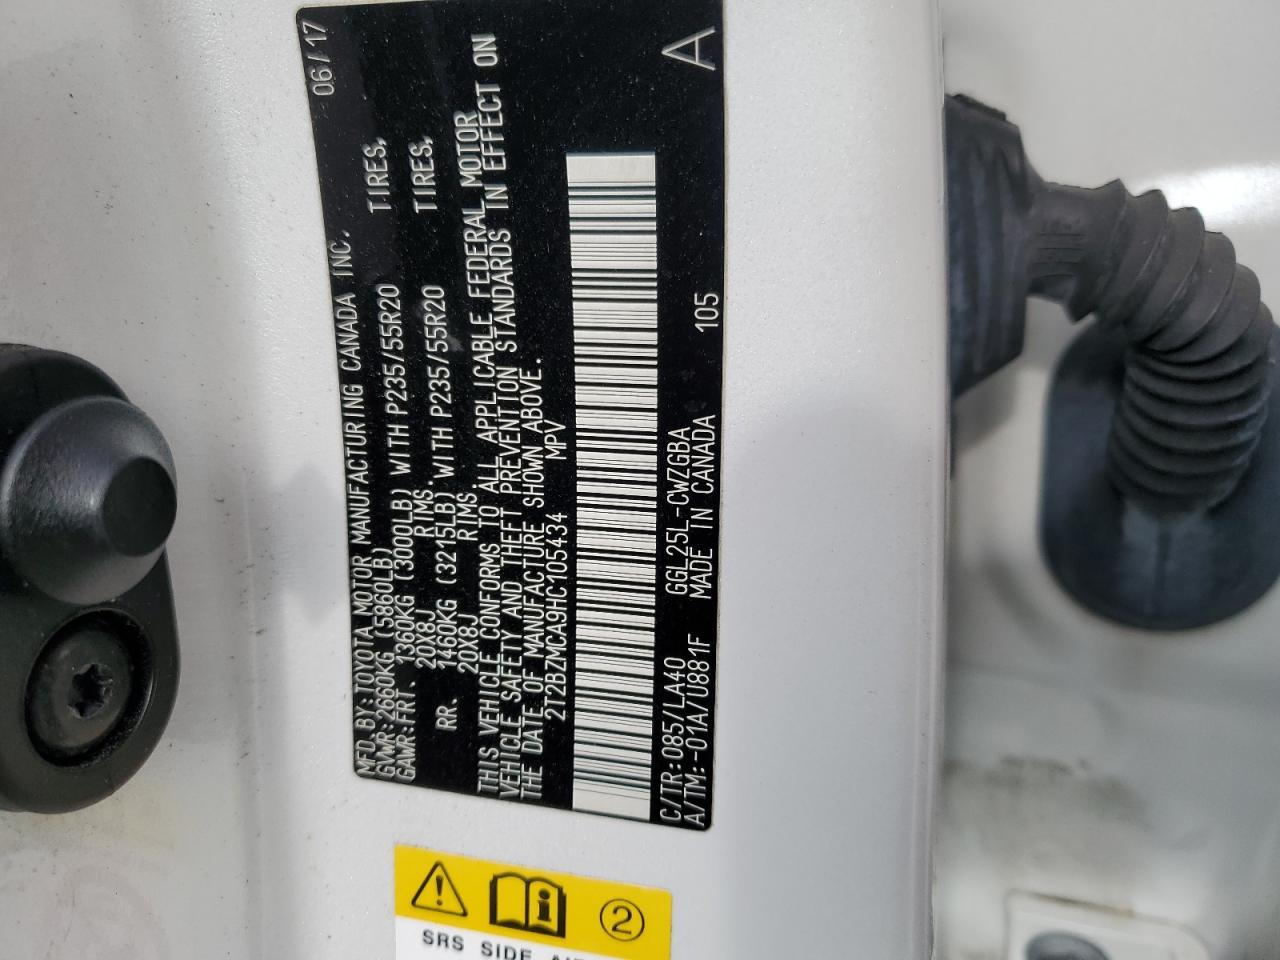 MFD. BY: TOYOTA MOTOR MANUFACTURING CANADA INC. 06/17
GVWR: 2660KG (5860LB)
GAWR: FRT. 1360KG (3000LB) WITH P235/55R20 TIRES,
20X8J RIMS.
RR. 1460KG (3215LB) WITH P235/55R20 TIRES,
20X8J RIMS.
THIS VEHICLE CONFORMS TO ALL APPLICABLE FEDERAL MOTOR
VEHICLE SAFETY AND THEFT PREVENTION STANDARDS IN EFFECT ON
THE DATE OF MANUFACTURE SHOWN ABOVE.
2T2BZMCA9HC105434 MPV
C/TR: 085/LA40 GGL25L-CWZGBA
A/TM: -01A/U881F MADE IN CANADA 105 A
2
SRS SIDE